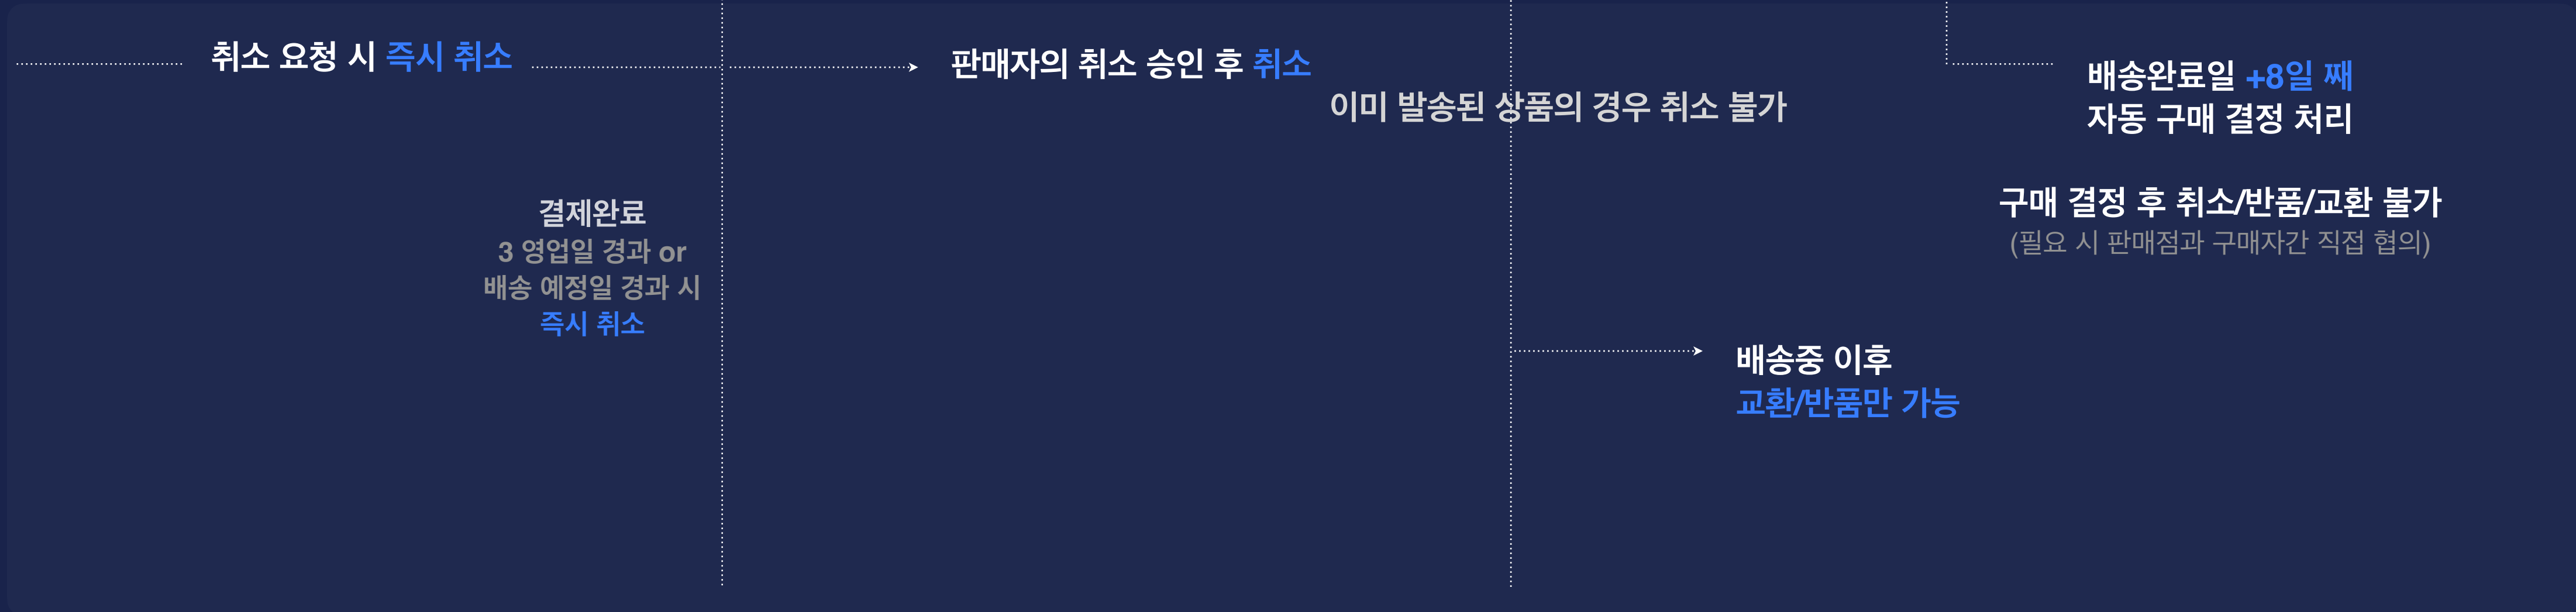 취소 요청 시 즉시 취소
결제완료
3 영업일 경과 or
배송 예정일 경과 시
즉시 취소
판매자의 취소 승인 후 취소
이미 발송된 상품의 경우 취소 불가
배송중 이후
교환/반품만 가능
배송완료일 +8일 째
자동 구매 결정 처리
구매 결정 후 취소/반품/교환 불가
(필요 시 판매점과 구매자간 직접 협의)